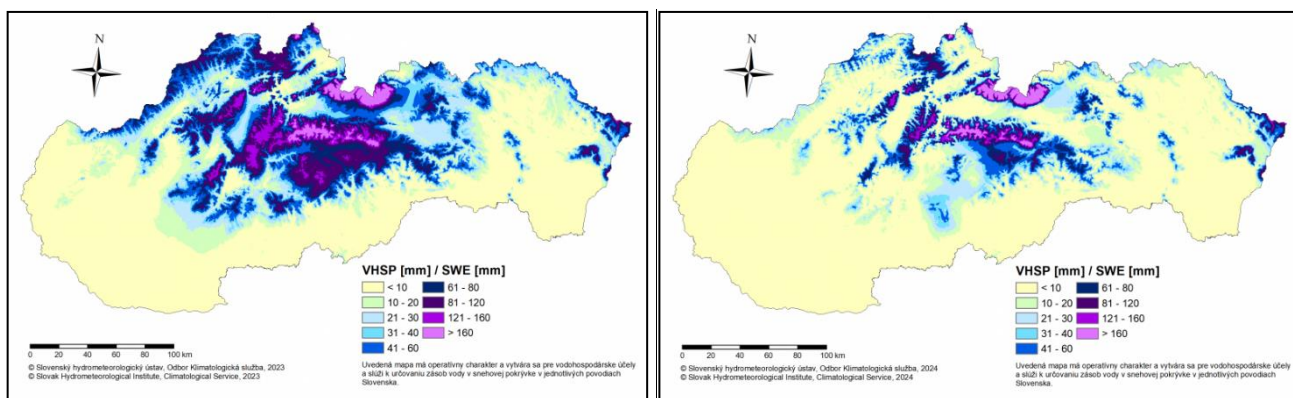 N
VHSP [mm] / SWE [mm]
< 10
61 - 80
10 - 20
81 - 120
21 - 30
121 - 160
31 - 40
> 160
41 - 60
0 20 40 60 80 100 km
© Slovenský hydrometeorologický ústav, Odbor Klimatologická služba, 2023
© Slovak Hydrometeorological Institute, Climatological Service, 2023
Uvedená mapa má operatívny charakter a vytvára sa pre vodohospodárske účely
a slúži k určovaniu zásob vody v snehovej pokrývke v jednotlivých povodiach
Slovenska.
N
VHSP [mm] / SWE [mm]
< 10
61 - 80
10 - 20
81 - 120
21 - 30
121 - 160
31 - 40
> 160
41 - 60
0 20 40 60 80 100 km
© Slovenský hydrometeorologický ústav, Odbor Klimatologická služba, 2024
© Slovak Hydrometeorological Institute, Climatological Service, 2024
Uvedená mapa má operatívny charakter a vytvára sa pre vodohospodárske účely
a slúži k určovaniu zásob vody v snehovej pokrývke v jednotlivých povodiach
Slovenska.